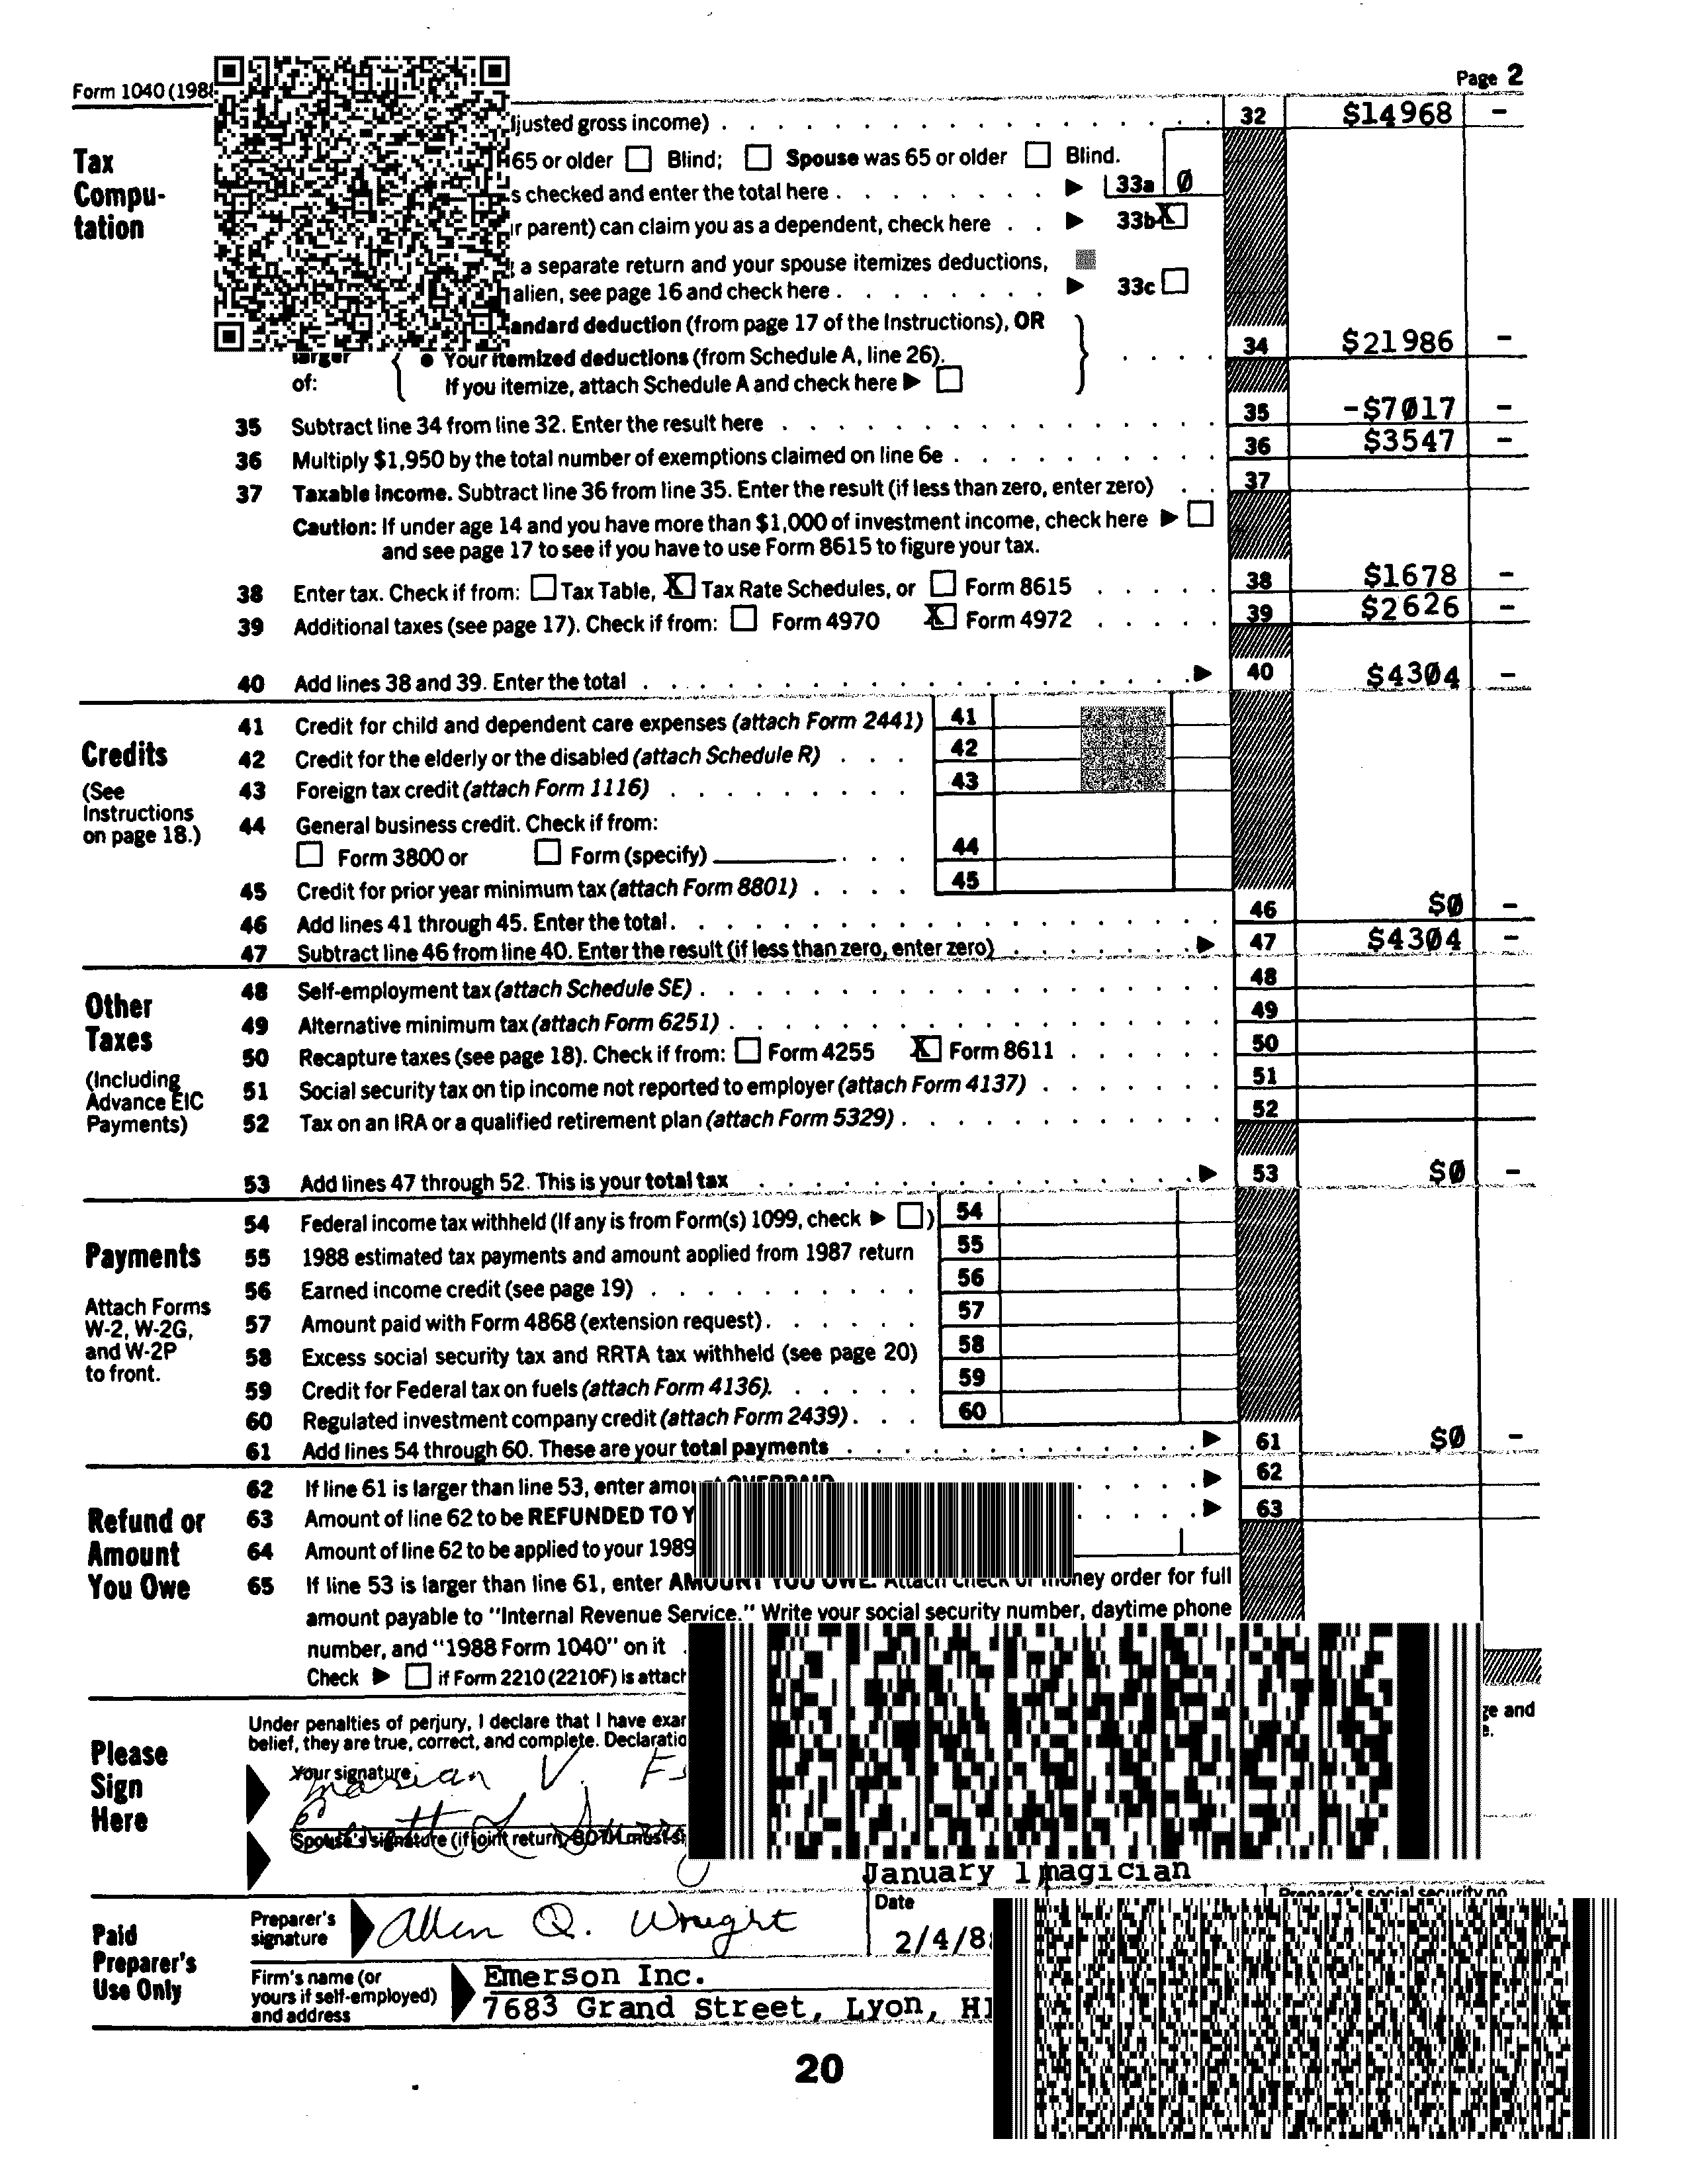 Form 1040 (198
Page 2
ljusted gross income) . . . . . . . . . . . . . . . . . . 32 $14968 –
Tax Compu- tation
65 or older ☐ Blind; ☐ Spouse was 65 or older ☐ Blind.
s checked and enter the total here . . . . . . . ▶ 33a 0
r parent) can claim you as a dependent, check here . . ▶ 33b X
a separate return and your spouse itemizes deductions,
alien, see page 16 and check here . . . . . . . . ▶ 33c ☐
andard deduction (from page 17 of the Instructions), OR
larger { ● Your itemized deductions (from Schedule A, line 26). } . . . . 34 $21986 –
of: If you itemize, attach Schedule A and check here ▶ ☐
35 Subtract line 34 from line 32. Enter the result here . . . . . . . . . . . . . . . 35 -$7017 –
36 Multiply $1,950 by the total number of exemptions claimed on line 6e . . . . . . . . . . 36 $3547 –
37 Taxable income. Subtract line 36 from line 35. Enter the result (if less than zero, enter zero) . . 37
Caution: If under age 14 and you have more than $1,000 of investment income, check here ▶ ☐
and see page 17 to see if you have to use Form 8615 to figure your tax.
38 Enter tax. Check if from: ☐ Tax Table, X Tax Rate Schedules, or ☐ Form 8615 . . . . . 38 $1678 –
39 Additional taxes (see page 17). Check if from: ☐ Form 4970 X Form 4972 . . . . . 39 $2626 –
40 Add lines 38 and 39. Enter the total . . . . . . . . . . . . . . . . . . . ▶ 40 $4304 –
Credits
(See Instructions on page 18.)
41 Credit for child and dependent care expenses (attach Form 2441) 41
42 Credit for the elderly or the disabled (attach Schedule R) . . . 42
43 Foreign tax credit (attach Form 1116) . . . . . . . . . 43
44 General business credit. Check if from:
☐ Form 3800 or ☐ Form (specify) . . . 44
45 Credit for prior year minimum tax (attach Form 8801) . . . . 45
46 Add lines 41 through 45. Enter the total. . . . . . . . . . . . . . . . . . . 46 $0 –
47 Subtract line 46 from line 40. Enter the result (if less than zero, enter zero) . . . . . . . ▶ 47 $4304 –
Other Taxes
(Including Advance EIC Payments)
48 Self-employment tax (attach Schedule SE) . . . . . . . . . . . . . . . . . . 48
49 Alternative minimum tax (attach Form 6251) . . . . . . . . . . . . . . . . . 49
50 Recapture taxes (see page 18). Check if from: ☐ Form 4255 X Form 8611 . . . . . . 50
51 Social security tax on tip income not reported to employer (attach Form 4137) . . . . . . . 51
52 Tax on an IRA or a qualified retirement plan (attach Form 5329) . . . . . . . . . . . . 52
53 Add lines 47 through 52. This is your total tax . . . . . . . . . . . . . . . . ▶ 53 $0 –
Payments
Attach Forms W-2, W-2G, and W-2P to front.
54 Federal income tax withheld (If any is from Form(s) 1099, check ▶ ☐ ) 54
55 1988 estimated tax payments and amount applied from 1987 return 55
56 Earned income credit (see page 19) . . . . . . . . . . 56
57 Amount paid with Form 4868 (extension request) . . . . . . 57
58 Excess social security tax and RRTA tax withheld (see page 20) 58
59 Credit for Federal tax on fuels (attach Form 4136). . . . . . 59
60 Regulated investment company credit (attach Form 2439) . . . 60
61 Add lines 54 through 60. These are your total payments . . . . . . . . . . . . . ▶ 61 $0 –
Refund or Amount You Owe
62 If line 61 is larger than line 53, enter amount OVERPAID . . . . ▶ 62
63 Amount of line 62 to be REFUNDED TO Y . . . . . ▶ 63
64 Amount of line 62 to be applied to your 1989
65 If line 53 is larger than line 61, enter AMOUNT YOU OWE. Attach check or money order for full
amount payable to "Internal Revenue Service." Write your social security number, daytime phone
number, and "1988 Form 1040" on it .
Check ▶ ☐ if Form 2210 (2210F) is attach
Please Sign Here
Under penalties of perjury, I declare that I have exa
ge and
belief, they are true, correct, and complete. Declaratio
e.
Your signature
Marian V.
Spouse's signature (if joint return, BOTH must s
January 1 magician
Paid Preparer's Use Only
Preparer's signature
Allen Q. Wright
Date
2/4/8
Preparer's social security no.
Firm's name (or yours if self-employed) and address
Emerson Inc.
7683 Grand Street, Lyon, HI
20